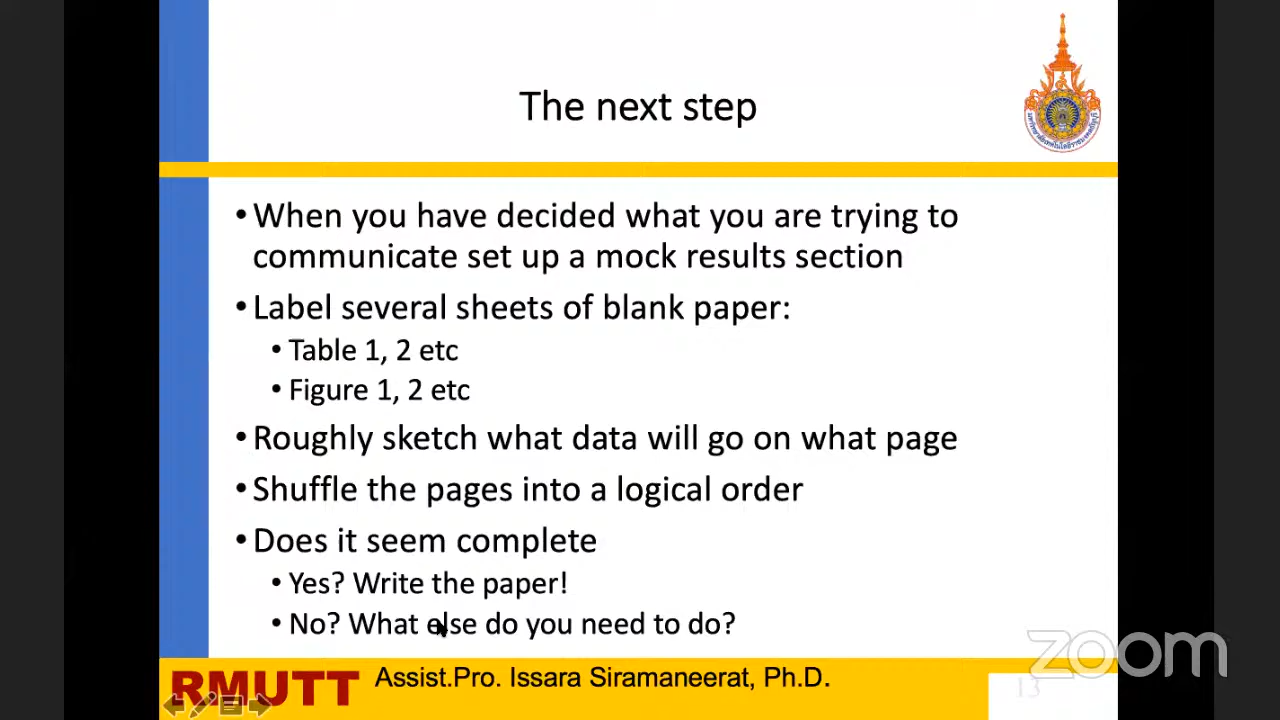 The next step
• When you have decided what you are trying to
communicate set up a mock results section
• Label several sheets of blank paper:
• Table 1, 2 etc
• Figure 1, 2 etc
• Roughly sketch what data will go on what page
• Shuffle the pages into a logical order
• Does it seem complete
• Yes? Write the paper!
• No? What else do you need to do?
zoom
RMUTT Assist.Pro. Issara Siramaneerat, Ph.D.
13